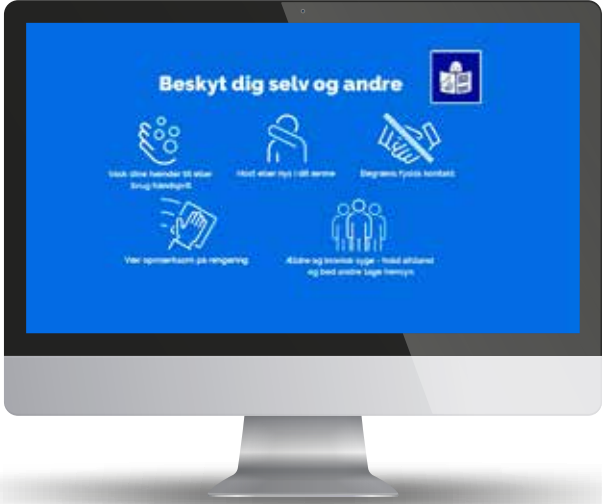 Beskyt dig selv og andre
Vask dine hænder tit eller
brug håndsprit
Host eller nys i dit ærme
Begræns fysisk kontakt
Vær opmærksom på rengøring
Ældre og kronisk syge - hold afstand
og bed andre tage hensyn